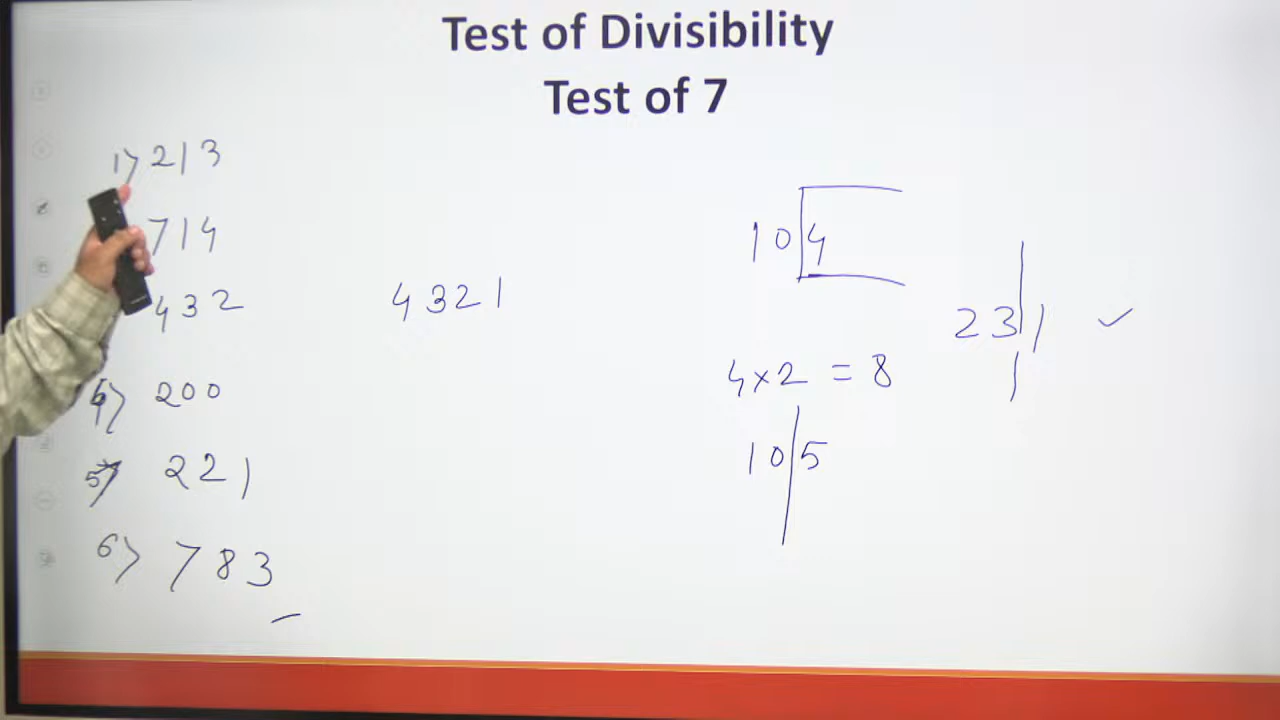 Test of Divisibility
Test of 7
1) 213
714
432
4) 200
5) 221
6) 783
4321
10 4
4×2 = 8
10 5
23 1 ✓